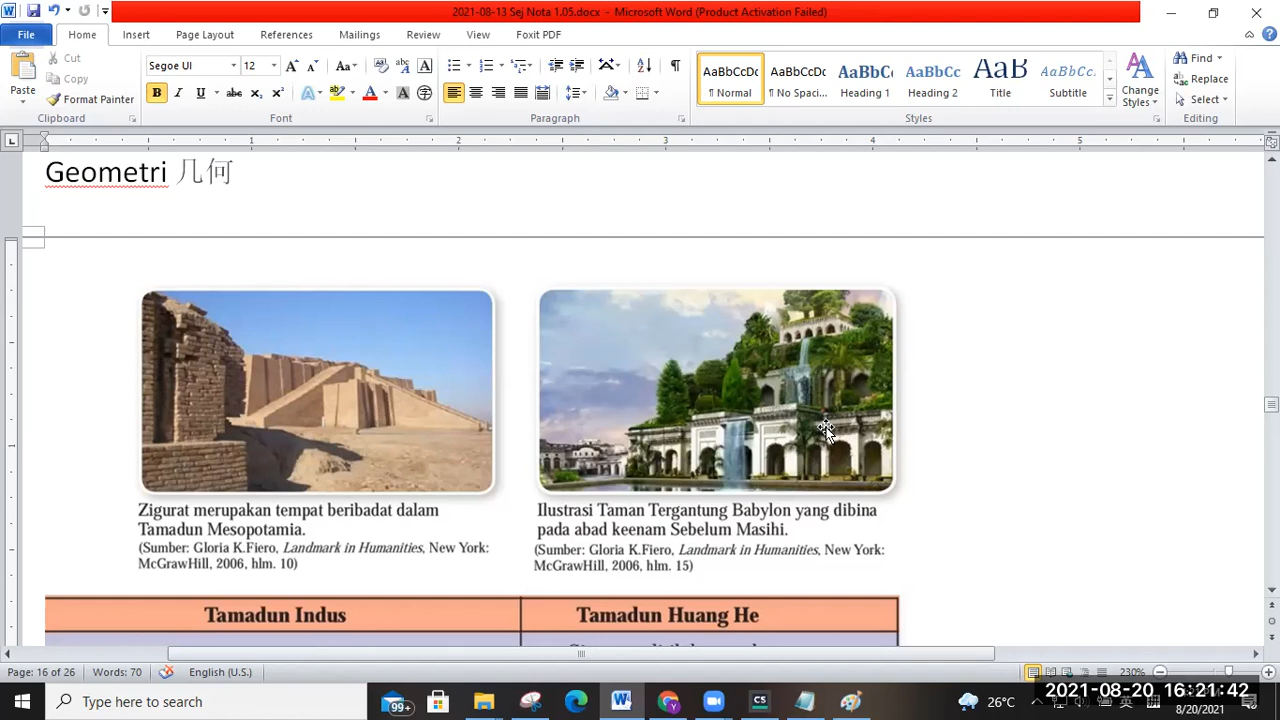 2021-08-13 Sej Nota 1.05.docx - Microsoft Word (Product Activation Failed)
File Home Insert Page Layout References Mailings Review View Foxit PDF
Paste Cut Copy Format Painter
Segoe UI 12
AaBbCcDc AaBbCcDc AaBbC AaBbCc AaB AaBbCc
¶ Normal ¶ No Spaci... Heading 1 Heading 2 Title Subtitle
Change Styles
Find Replace Select
Clipboard Font Paragraph Styles Editing
1 2 3 4 5
Geometri 几何
Zigurat merupakan tempat beribadat dalam
Tamadun Mesopotamia.
(Sumber: Gloria K.Fiero, Landmark in Humanities, New York:
McGrawHill, 2006, hlm. 10)
Ilustrasi Taman Tergantung Babylon yang dibina
pada abad keenam Sebelum Masihi.
(Sumber: Gloria K.Fiero, Landmark in Humanities, New York:
McGrawHill, 2006, hlm. 15)
Tamadun Indus Tamadun Huang He
Page: 16 of 26 Words: 70 English (U.S.) 230%
Type here to search
99+
26°C
2021-08-20 16:21:42
8/20/2021